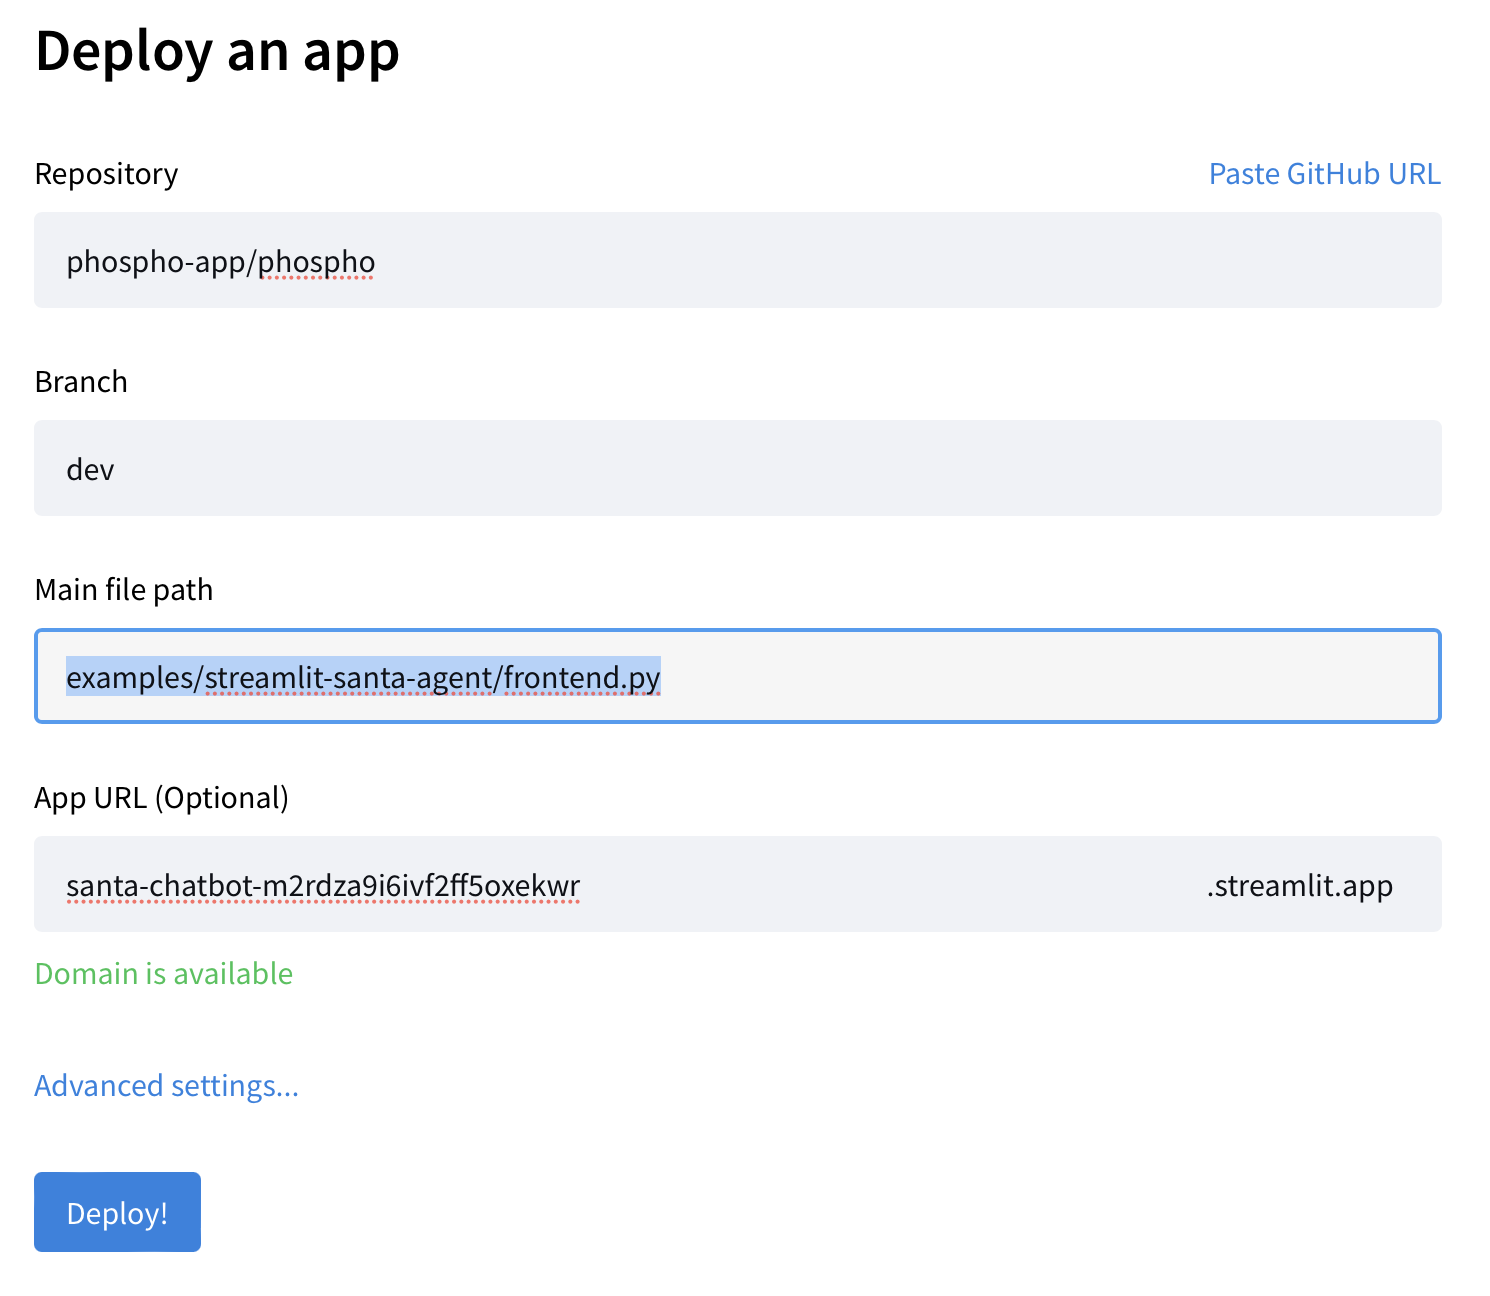 Deploy an app
Repository
Paste GitHub URL
phospho-app/phospho
Branch
dev
Main file path
examples/streamlit-santa-agent/frontend.py
App URL (Optional)
santa-chatbot-m2rdza9i6ivf2ff5oxekwr
.streamlit.app
Domain is available
Advanced settings...
Deploy!